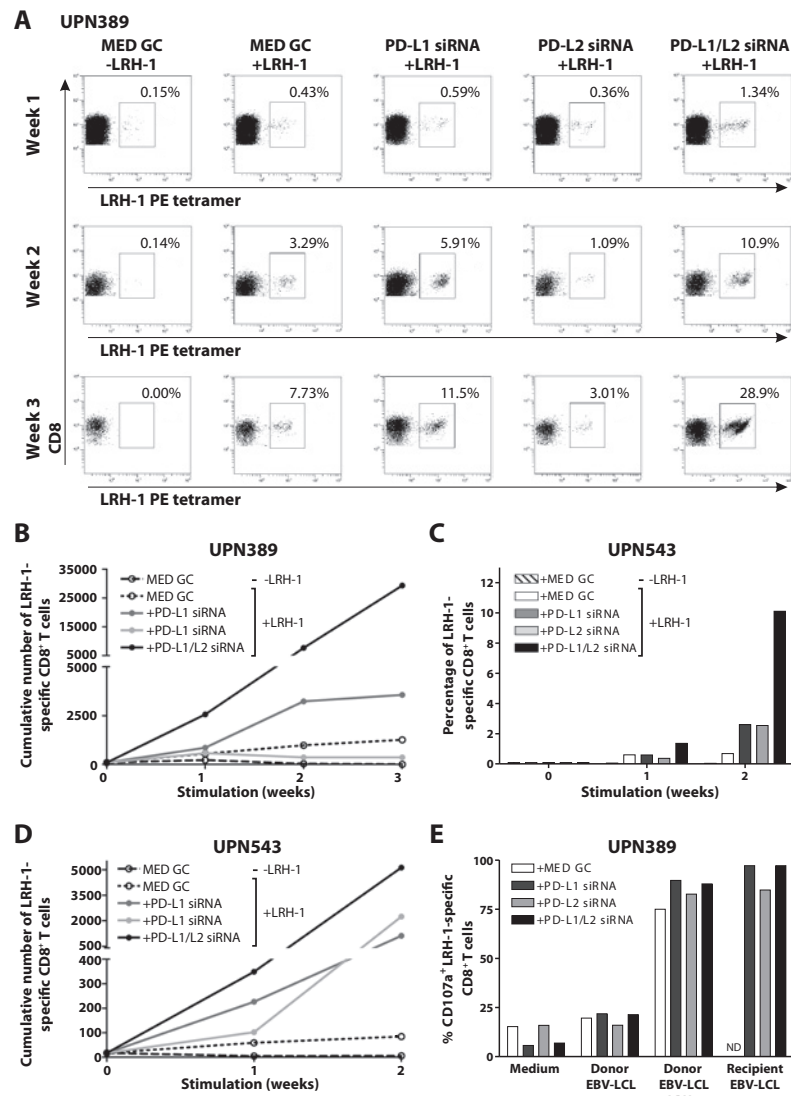 A UPN389
MED GC -LRH-1
MED GC +LRH-1
PD-L1 siRNA +LRH-1
PD-L2 siRNA +LRH-1
PD-L1/L2 siRNA +LRH-1
Week 1
0.15% 0.43% 0.59% 0.36% 1.34%
LRH-1 PE tetramer
Week 2
0.14% 3.29% 5.91% 1.09% 10.9%
LRH-1 PE tetramer
Week 3
CD8
0.00% 7.73% 11.5% 3.01% 28.9%
LRH-1 PE tetramer
B
UPN389
Cumulative number of LRH-1-
specific CD8+ T cells
35000
25000
15000
5000
5000
2500
0
MED GC - -LRH-1
MED GC
+PD-L1 siRNA
+PD-L1 siRNA
+PD-L1/L2 siRNA
+LRH-1
0 1 2 3
Stimulation (weeks)
C
UPN543
Percentage of LRH-1-
specific CD8+ T cells
12
10
8
6
4
2
0
+MED GC - -LRH-1
+MED GC
+PD-L1 siRNA
+PD-L2 siRNA
+PD-L1/L2 siRNA
+LRH-1
0 1 2
Stimulation (weeks)
D
UPN543
Cumulative number of LRH-1-
specific CD8+ T cells
5000
3000
2000
500
400
300
200
100
0
MED GC - -LRH-1
MED GC
+PD-L1 siRNA
+PD-L1 siRNA
+PD-L1/L2 siRNA
+LRH-1
0 1 2
Stimulation (weeks)
E
UPN389
% CD107a+ LRH-1-specific
CD8+ T cells
100
75
50
25
0
+MED GC
+PD-L1 siRNA
+PD-L2 siRNA
+PD-L1/L2 siRNA
ND
Medium
Donor EBV-LCL
Donor EBV-LCL
Recipient EBV-LCL